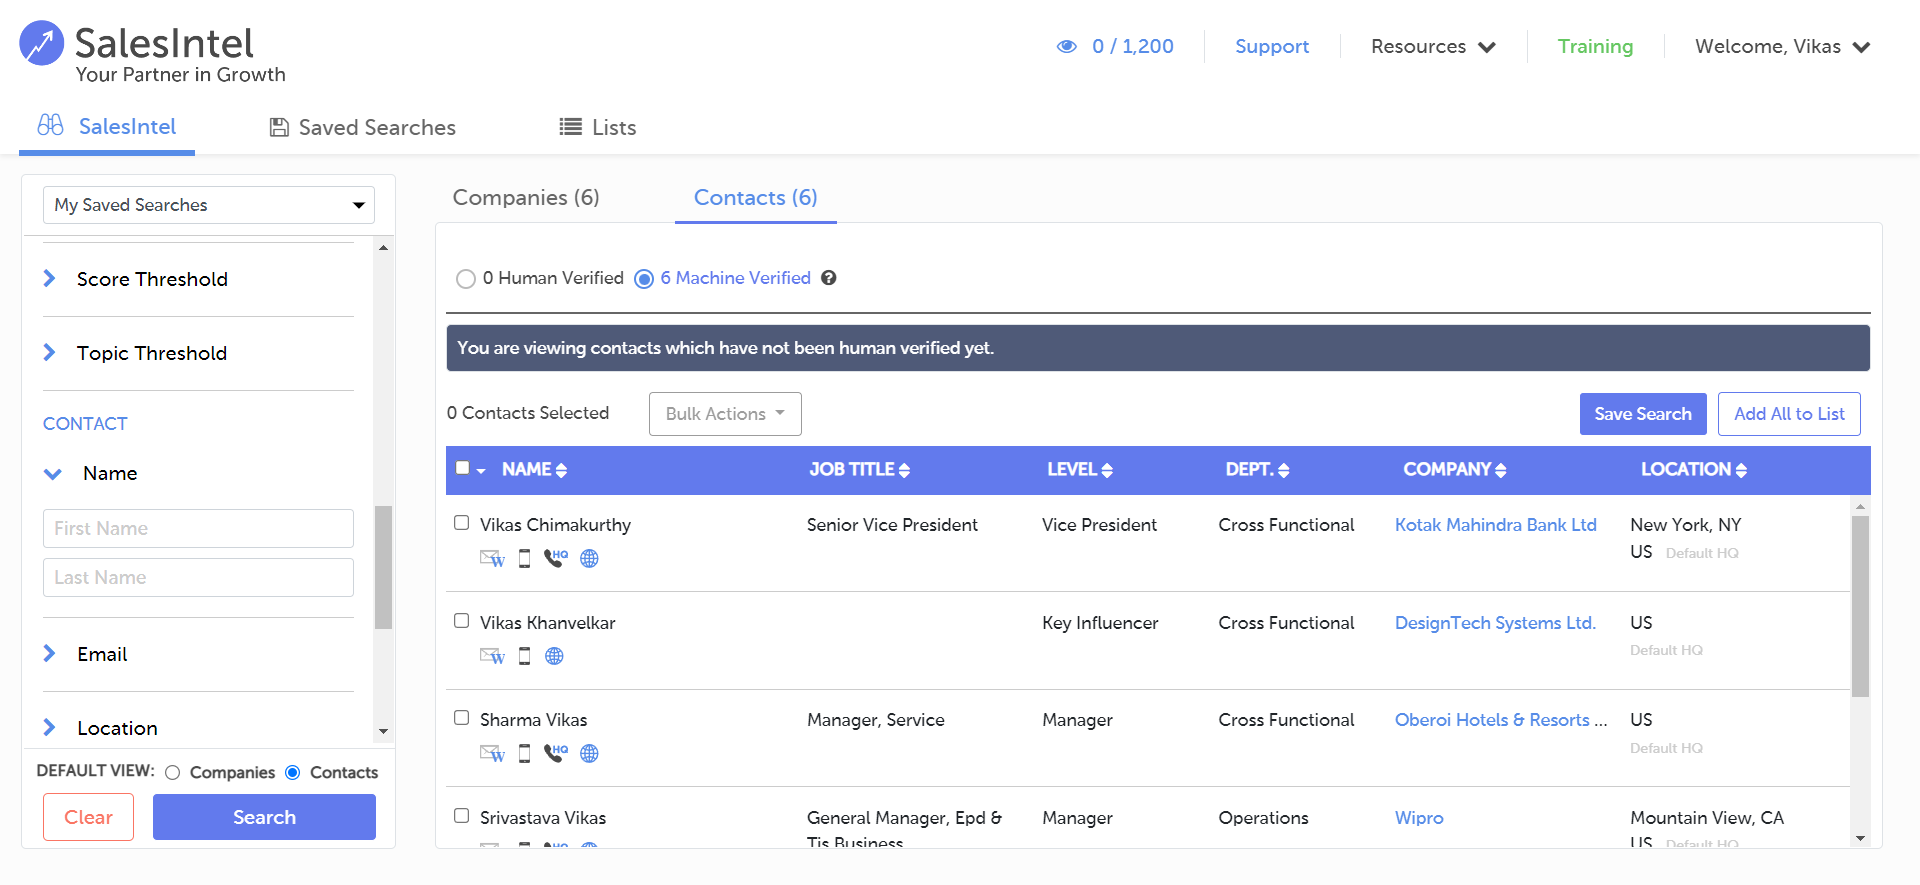 SalesIntel
Your Partner in Growth
0 / 1,200
Support
Resources
Training
Welcome, Vikas
SalesIntel
Saved Searches
Lists
My Saved Searches
Score Threshold
Topic Threshold
CONTACT
Name
First Name
Last Name
Email
Location
DEFAULT VIEW: Companies Contacts
Clear
Search
Companies (6)
Contacts (6)
0 Human Verified 6 Machine Verified ?
You are viewing contacts which have not been human verified yet.
0 Contacts Selected
Bulk Actions
Save Search
Add All to List
NAME JOB TITLE LEVEL DEPT. COMPANY LOCATION
Vikas Chimakurthy Senior Vice President Vice President Cross Functional Kotak Mahindra Bank Ltd New York, NY
US Default HQ
W HQ
Vikas Khanvelkar Key Influencer Cross Functional DesignTech Systems Ltd. US
Default HQ
W
Sharma Vikas Manager, Service Manager Cross Functional Oberoi Hotels & Resorts ... US
Default HQ
W HQ
Srivastava Vikas General Manager, Epd & Manager Operations Wipro Mountain View, CA
Tis Business US Default HQ
W HQ